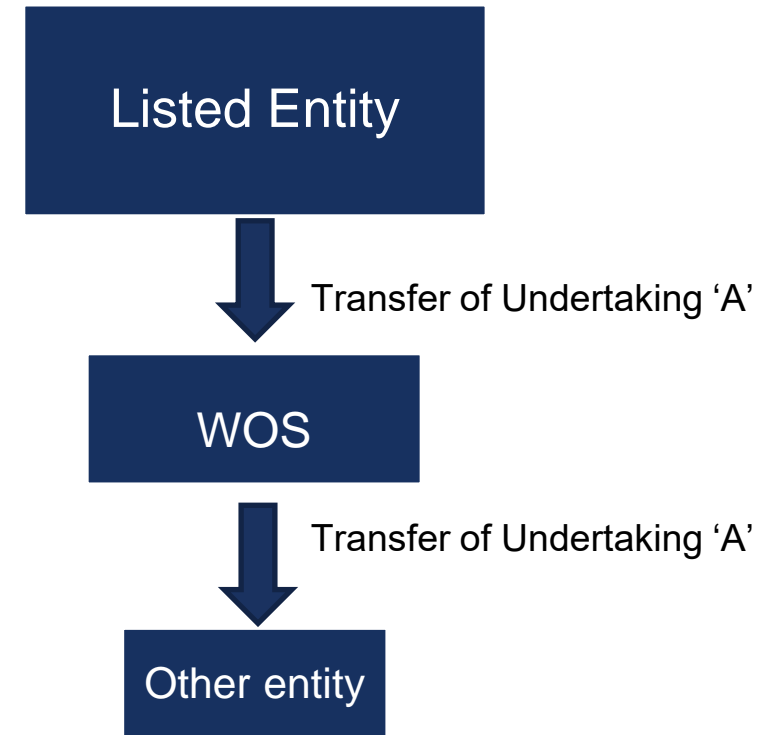 Listed Entity
Transfer of Undertaking ‘A’
WOS
Transfer of Undertaking ‘A’
Other entity